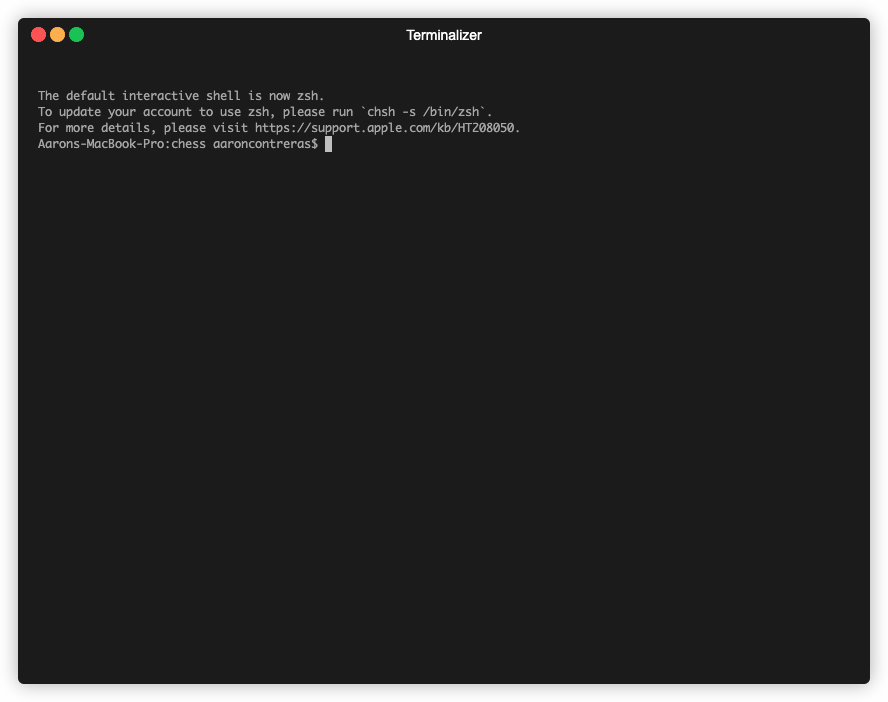 Terminalizer
The default interactive shell is now zsh.
To update your account to use zsh, please run `chsh -s /bin/zsh`.
For more details, please visit https://support.apple.com/kb/HT208050.
Aarons-MacBook-Pro:chess aaroncontreras$